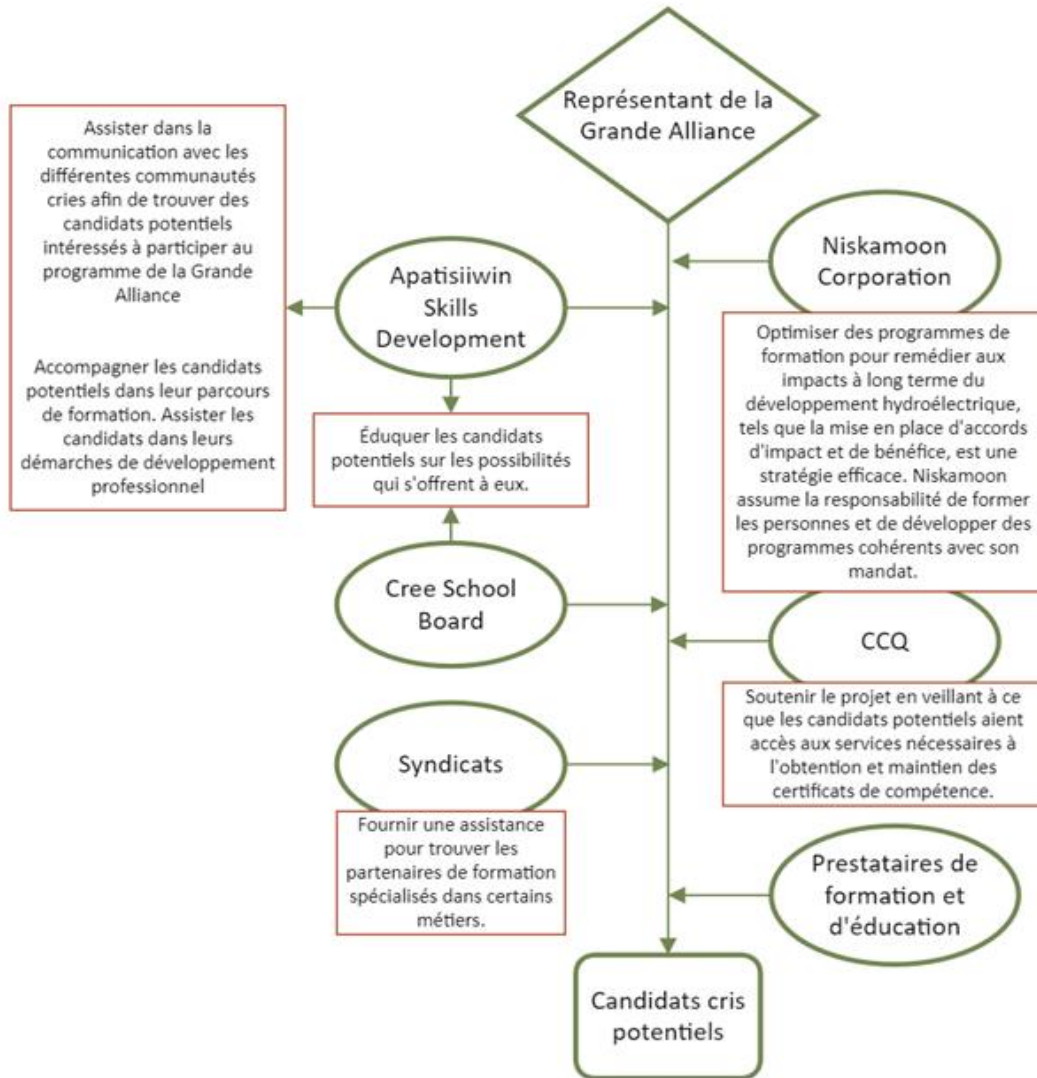 Représentant de la
Grande Alliance
Assister dans la
communication avec les
différentes communautés
cries afin de trouver des
candidats potentiels
intéressés à participer au
programme de la Grande
Alliance
Accompagner les candidats
potentiels dans leur parcours
de formation. Assister les
candidats dans leurs
démarches de développement
professionnel
Apatisiiwin
Skills
Development
Niskamoon
Corporation
Optimiser des programmes de
formation pour remédier aux
impacts à long terme du
développement hydroélectrique,
tels que la mise en place d'accords
d'impact et de bénéfice, est une
stratégie efficace. Niskamoon
assume la responsabilité de former
les personnes et de développer des
programmes cohérents avec son
mandat.
Éduquer les candidats
potentiels sur les possibilités
qui s'offrent à eux.
Cree School
Board
CCQ
Soutenir le projet en veillant à ce
que les candidats potentiels aient
accès aux services nécessaires à
l'obtention et maintien des
certificats de compétence.
Syndicats
Fournir une assistance
pour trouver les
partenaires de formation
spécialisés dans certains
métiers.
Prestataires de
formation et
d'éducation
Candidats cris
potentiels